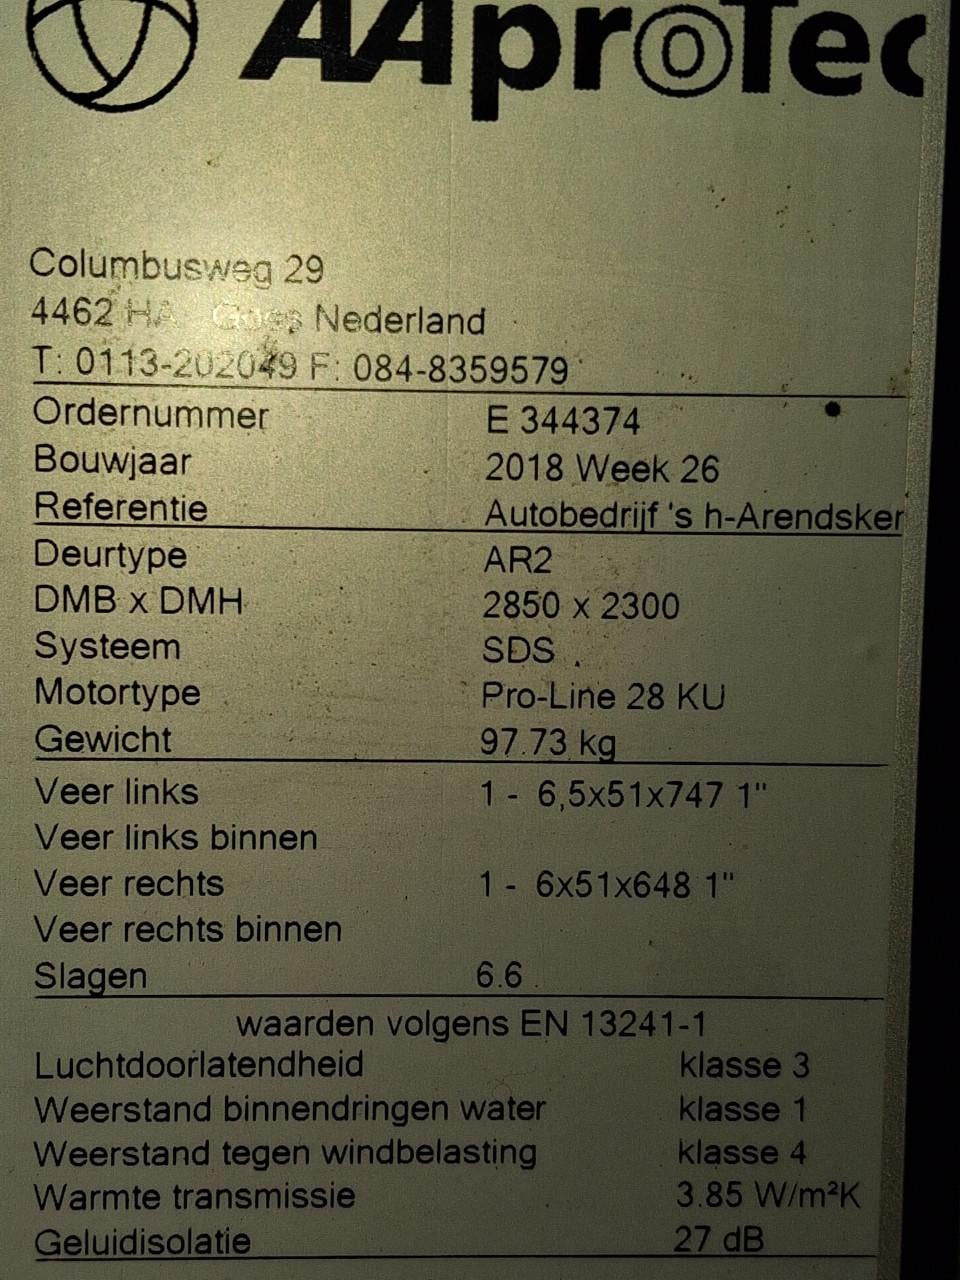 AAproTec
Columbusweg 29
4462 HA Goes Nederland
T: 0113-202049 F: 084-8359579
Ordernummer E 344374
Bouwjaar 2018 Week 26
Referentie Autobedrijf 's h-Arendsker
Deurtype AR2
DMB x DMH 2850 x 2300
Systeem SDS
Motortype Pro-Line 28 KU
Gewicht 97.73 kg
Veer links 1 - 6,5x51x747 1"
Veer links binnen
Veer rechts 1 - 6x51x648 1"
Veer rechts binnen
Slagen 6.6
waarden volgens EN 13241-1
Luchtdoorlatendheid klasse 3
Weerstand binnendringen water klasse 1
Weerstand tegen windbelasting klasse 4
Warmte transmissie 3.85 W/m²K
Geluidisolatie 27 dB